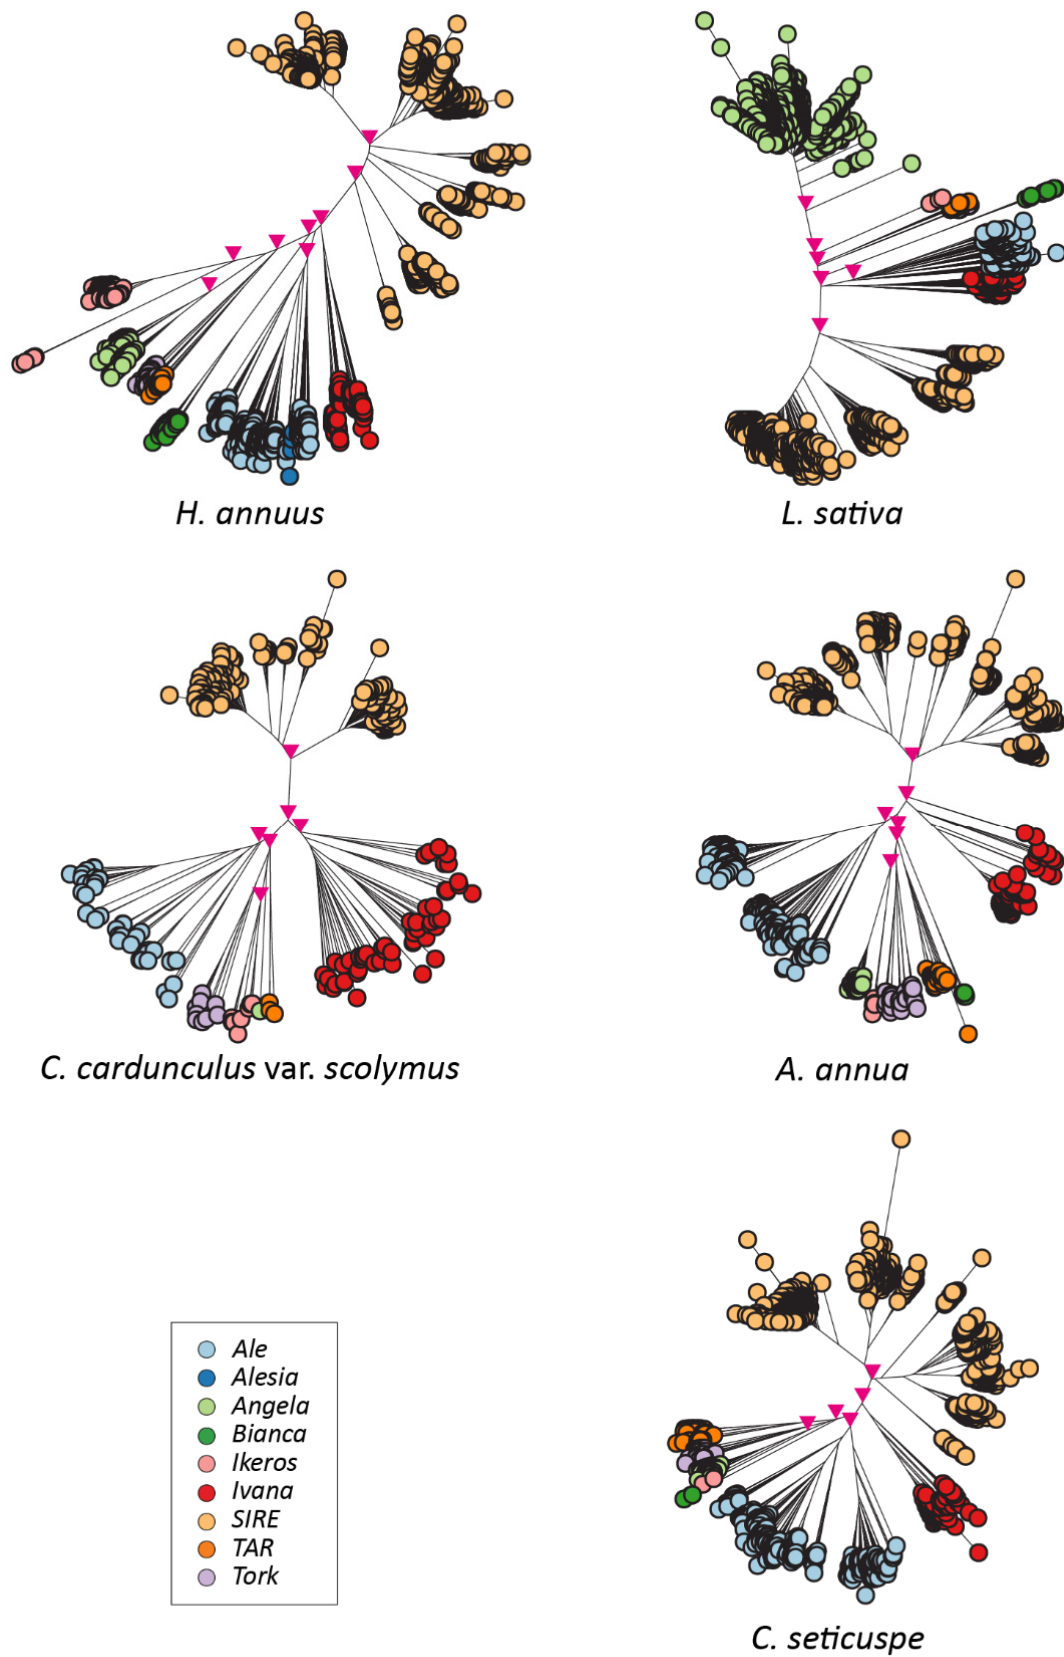 H. annuus
L. sativa
C. cardunculus var. scolymus
A. annua
Ale
Alesia
Angela
Bianca
Ikeros
Ivana
SIRE
TAR
Tork
C. seticuspe